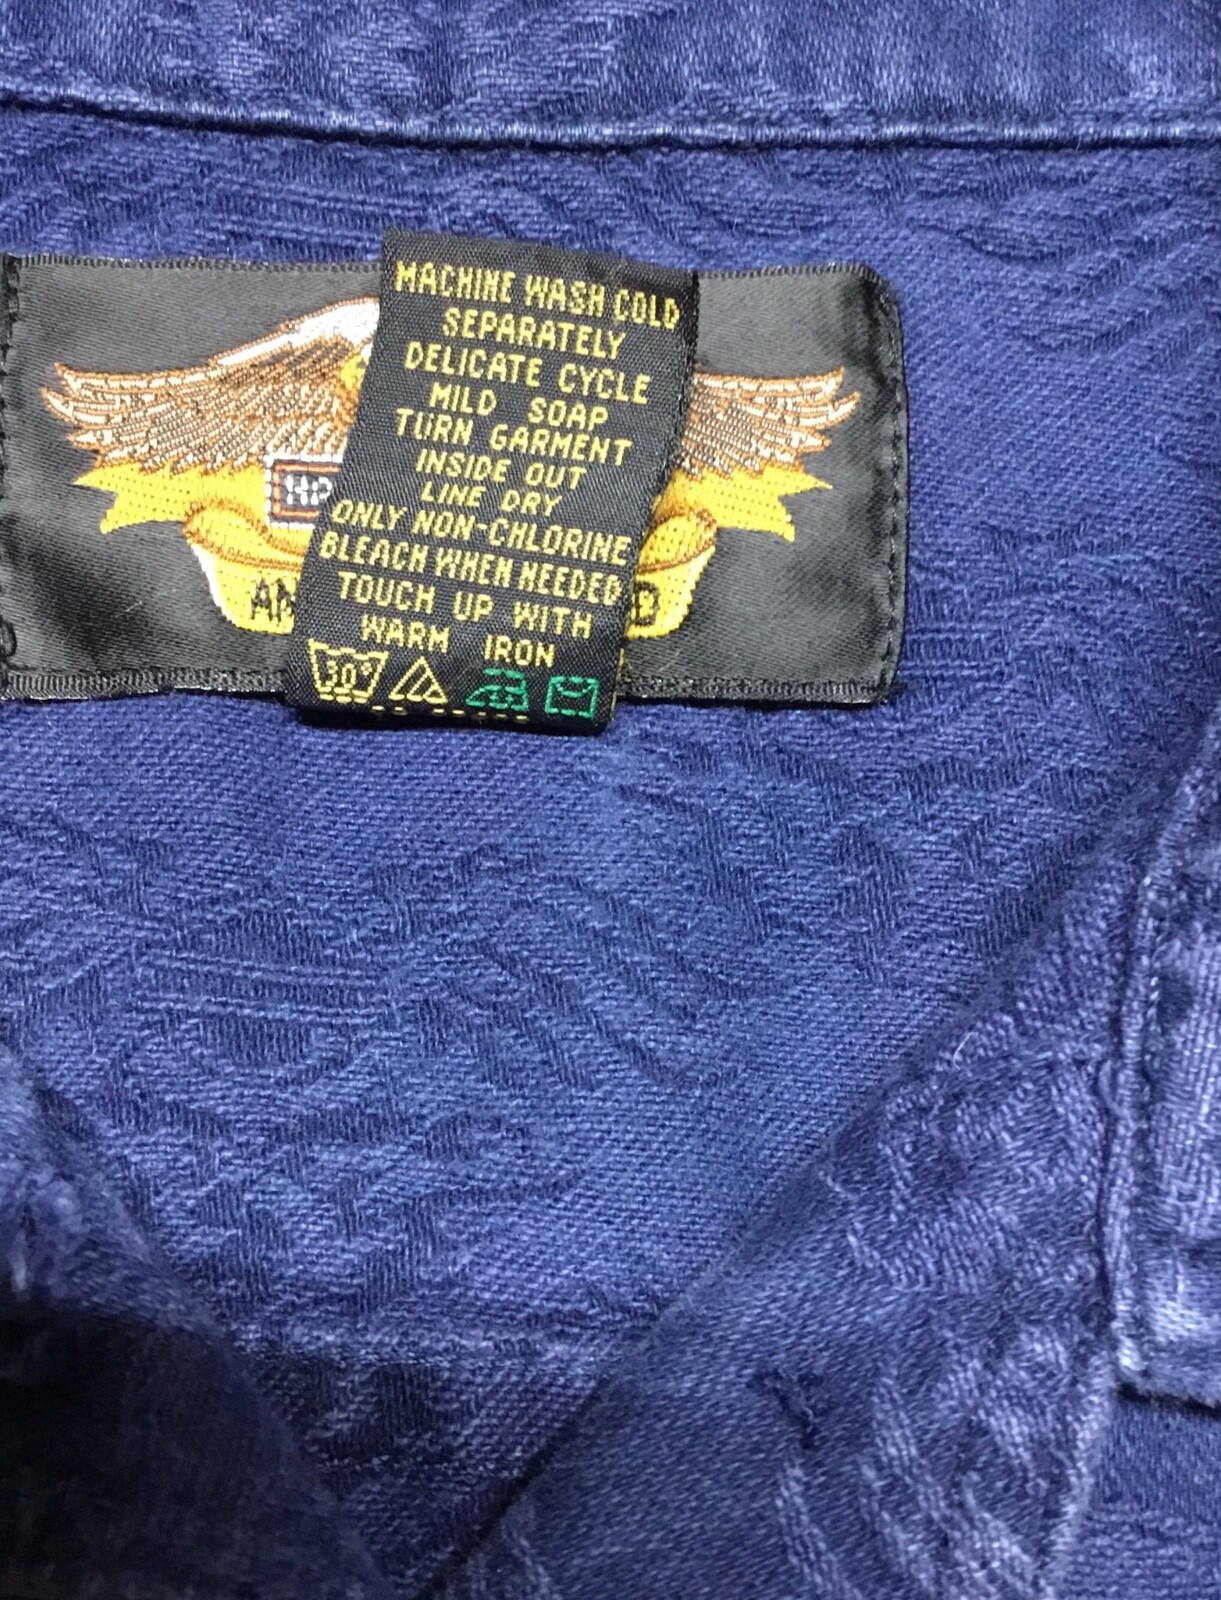 MACHINE WASH COLD
SEPARATELY
DELICATE CYCLE
MILD SOAP
TURN GARMENT
INSIDE OUT
LINE DRY
ONLY NON-CHLORINE
BLEACH WHEN NEEDED
TOUCH UP WITH
WARM IRON
30°